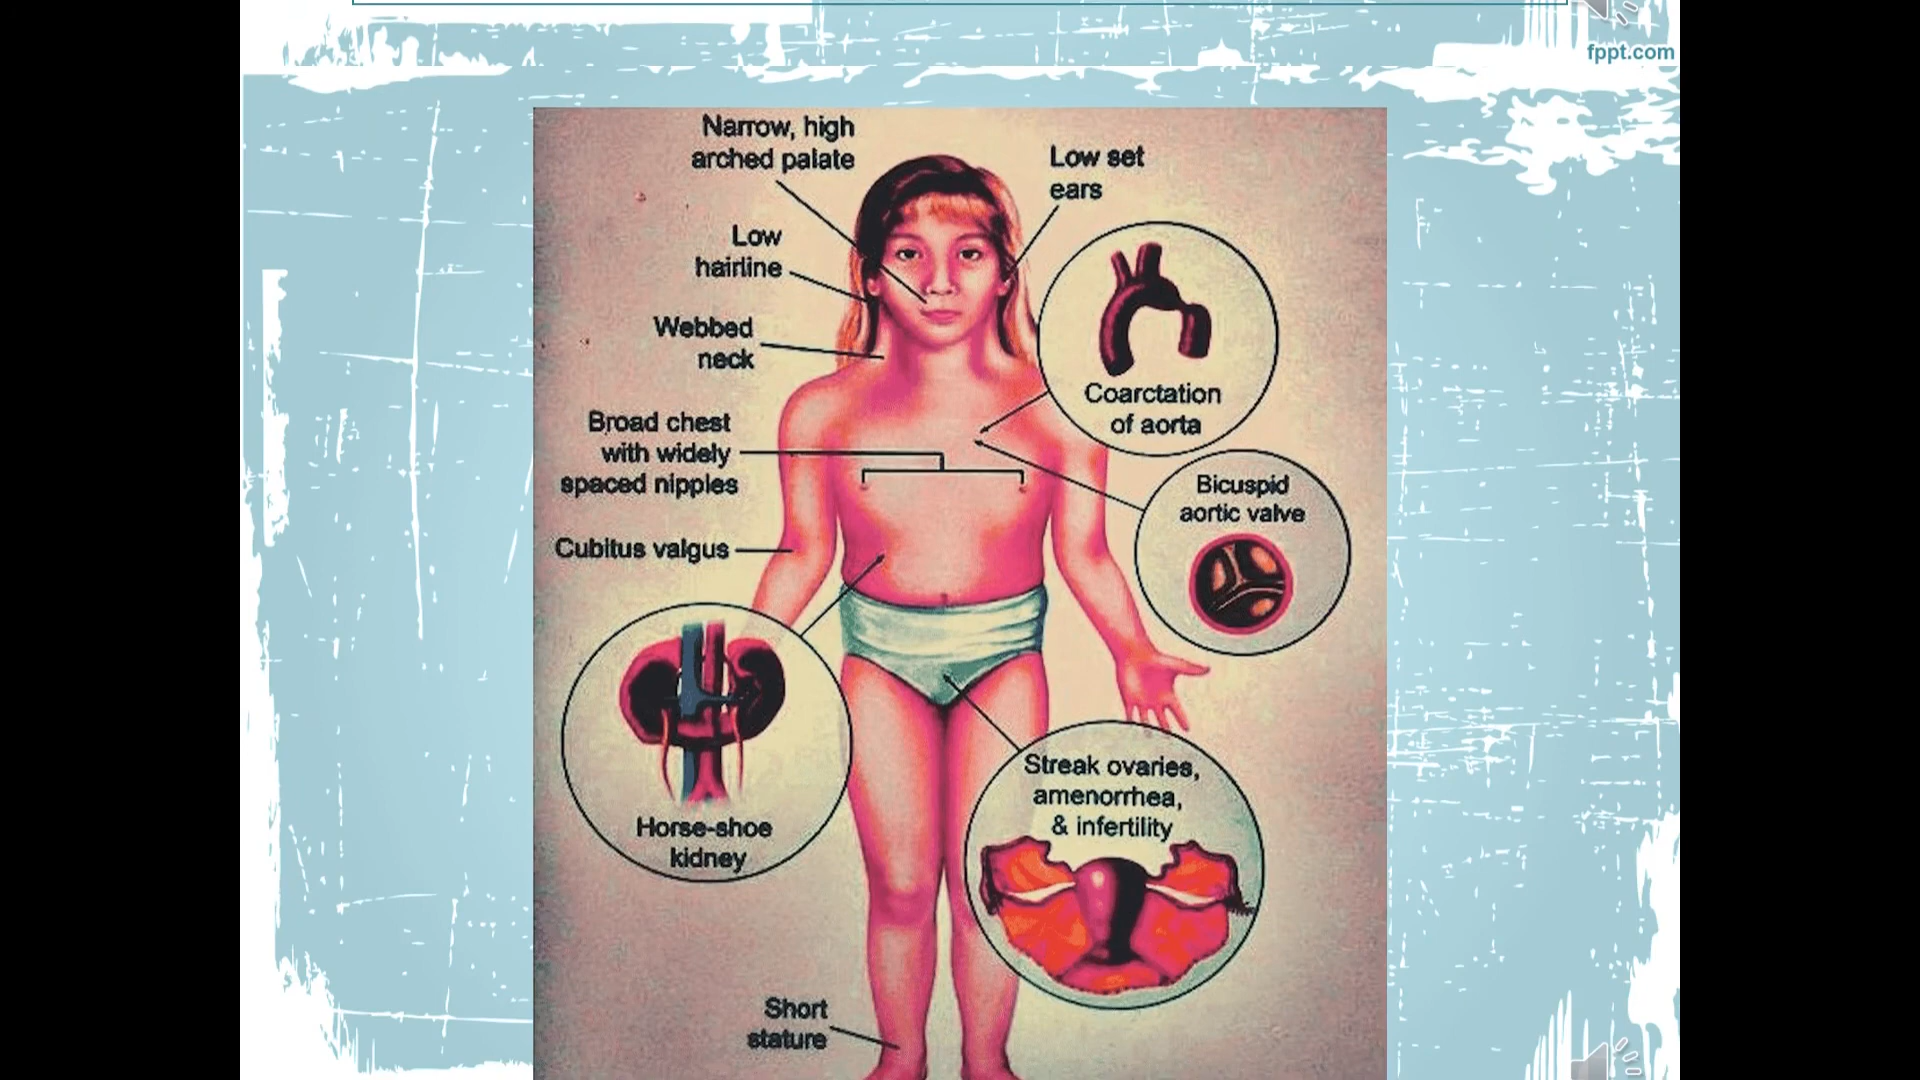 fppt.com
Narrow, high
arched palate
Low set
ears
Low
hairline
Webbed
neck
Coarctation
of aorta
Broad chest
with widely
spaced nipples
Bicuspid
aortic valve
Cubitus valgus
Horse-shoe
kidney
Streak ovaries,
amenorrhea,
& infertility
Short
stature